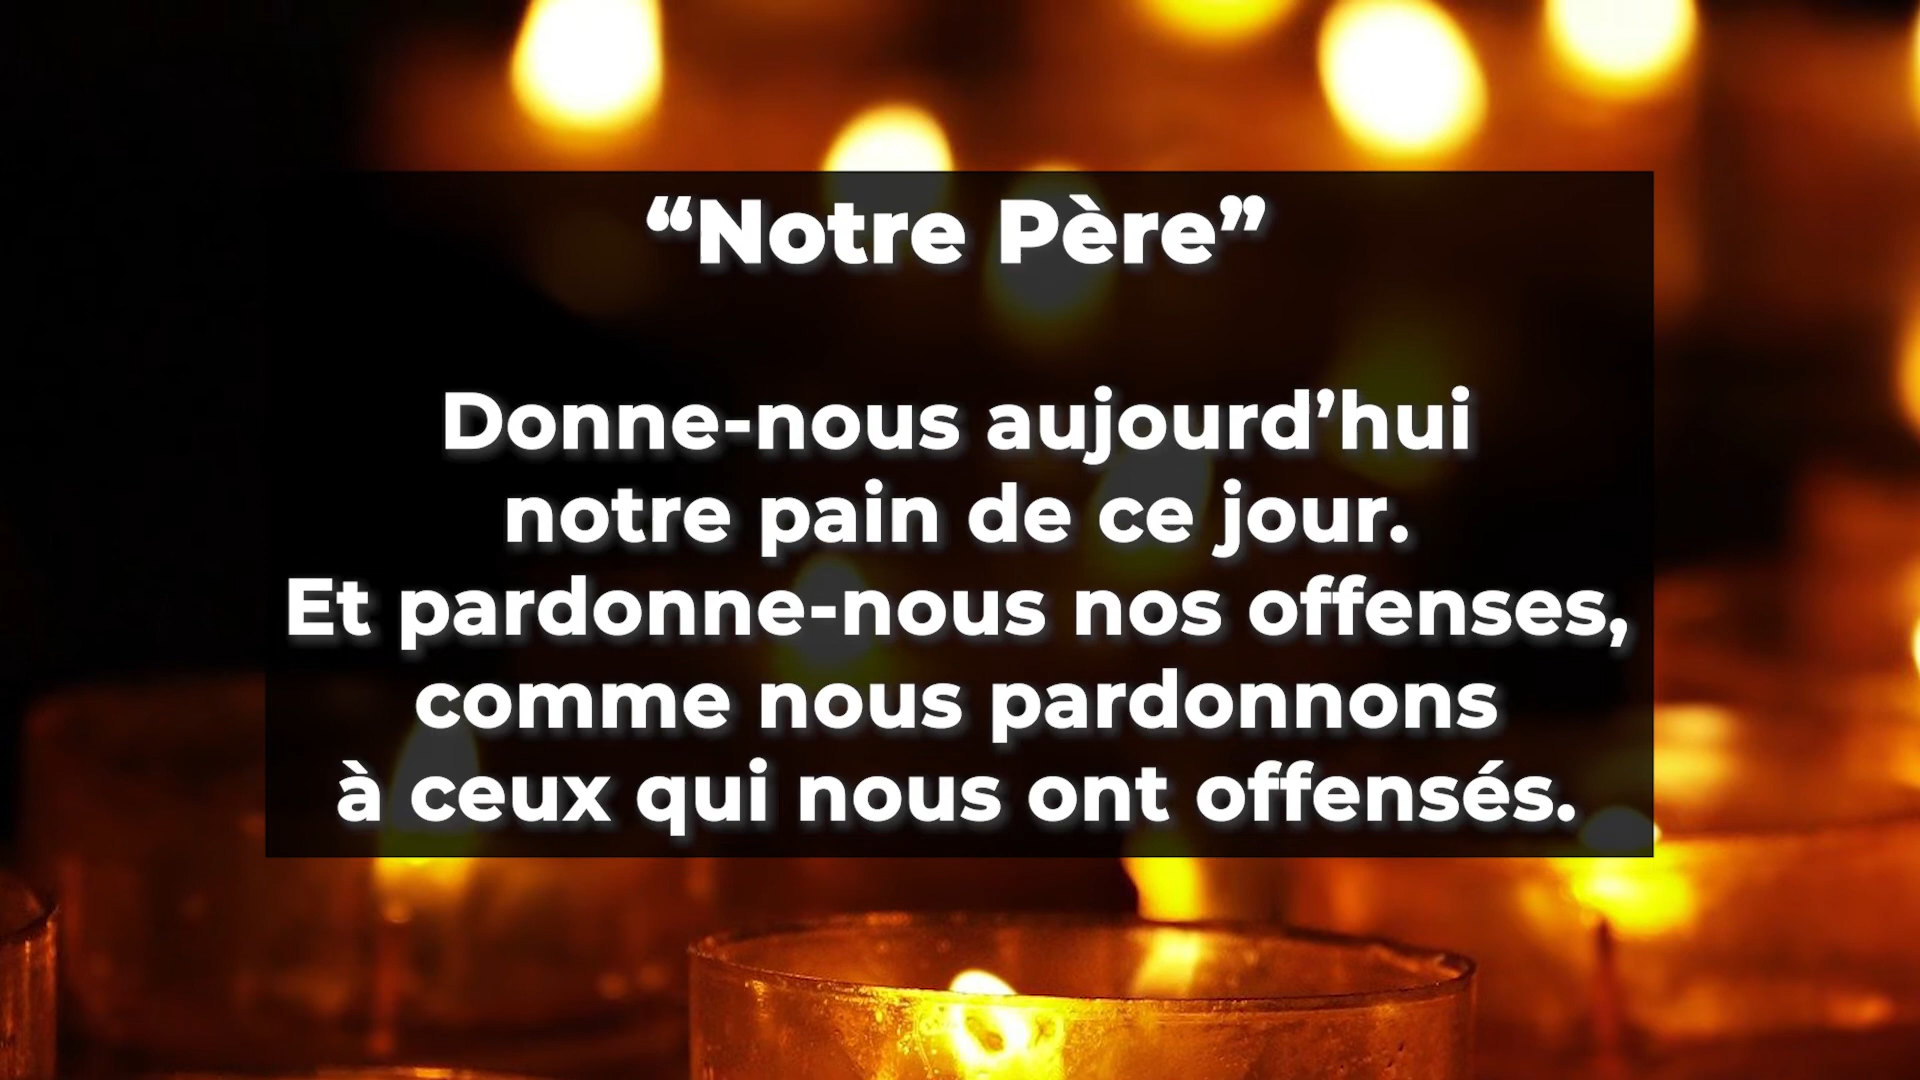 “Notre Père”
Donne-nous aujourd’hui
notre pain de ce jour.
Et pardonne-nous nos offenses,
comme nous pardonnons
à ceux qui nous ont offensés.